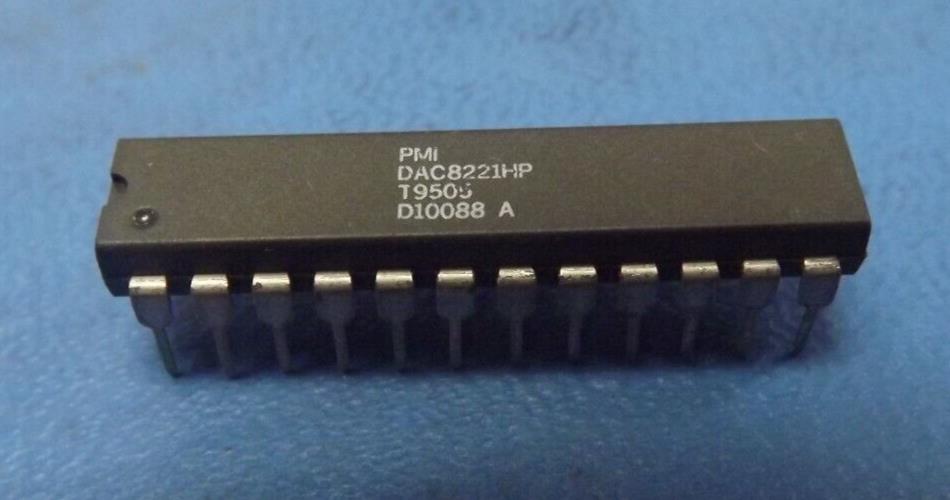 PMI
DAC8221HP
T9505
D10088 A